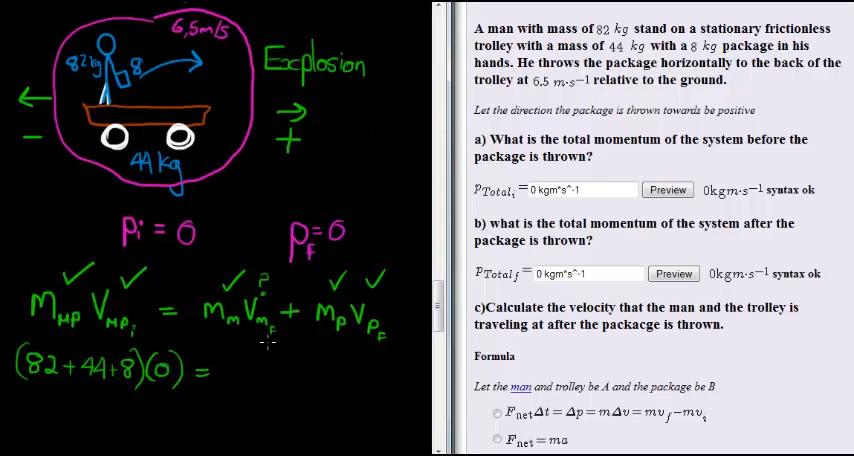 6,5m/s
82kg
8
Explosion
44 kg
−
+
Pi = 0
PF = 0
?
mMP VMPi = mm VmF + mP VPF
(82+44+8)(0) =
A man with mass of 82 kg stand on a stationary frictionless
trolley with a mass of 44 kg with a 8 kg package in his
hands. He throws the package horizontally to the back of the
trolley at 6.5 m·s−1 relative to the ground.
Let the direction the package is thrown towards be positive
a) What is the total momentum of the system before the
package is thrown?
pTotali = 0 kgm*s^-1 Preview 0kgm·s−1 syntax ok
b) what is the total momentum of the system after the
package is thrown?
pTotalf = 0 kgm*s^-1 Preview 0kgm·s−1 syntax ok
c)Calculate the velocity that the man and the trolley is
traveling at after the packacge is thrown.
Formula
Let the man and trolley be A and the package be B
FnetΔt=Δp=mΔv=mvf−mvi
Fnet=ma